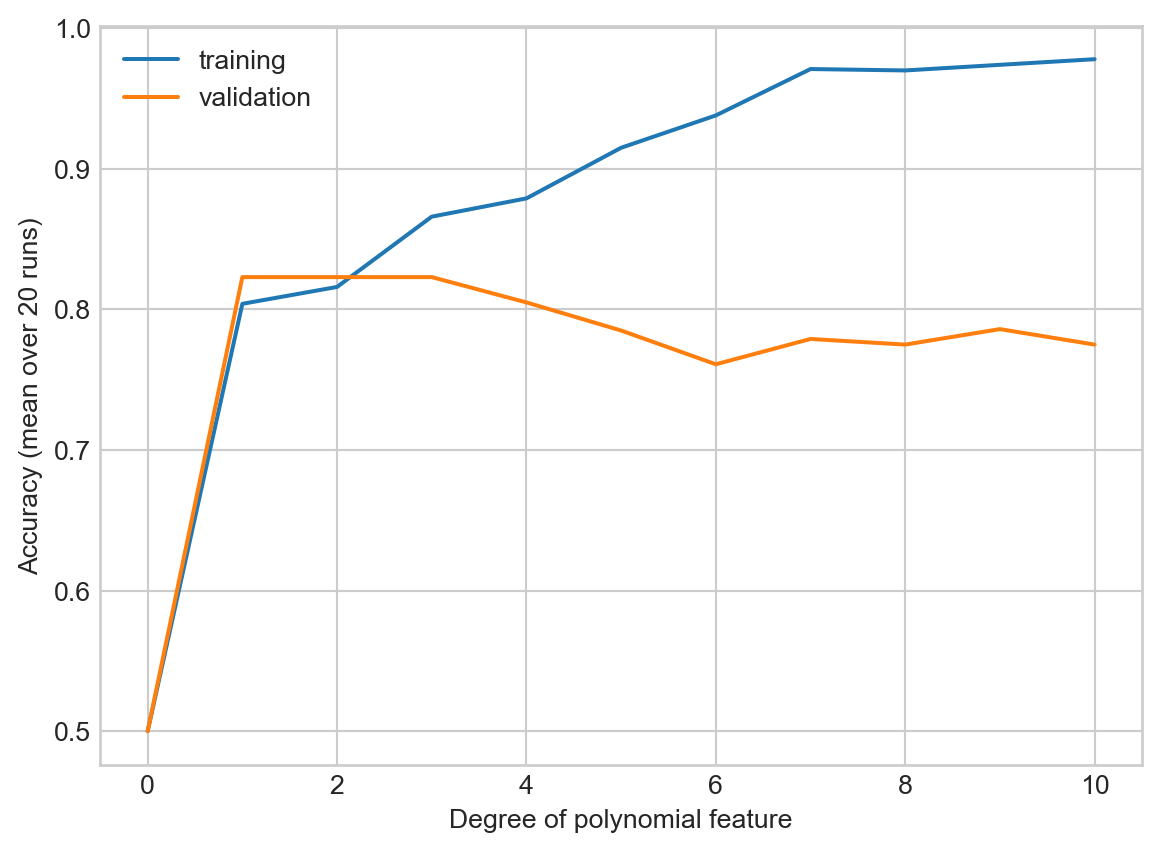 training
validation
Accuracy (mean over 20 runs)
1.0
0.9
0.8
0.7
0.6
0.5
0 2 4 6 8 10
Degree of polynomial feature